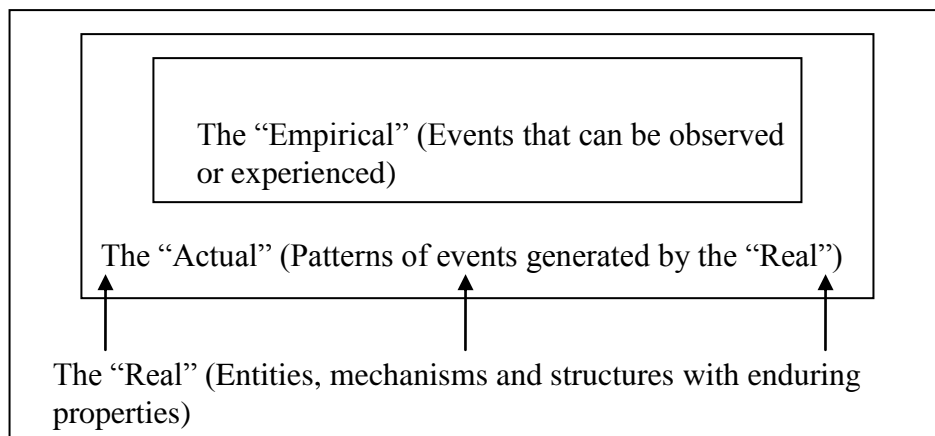 The “Empirical” (Events that can be observed
or experienced)
The “Actual” (Patterns of events generated by the “Real”)
The “Real” (Entities, mechanisms and structures with enduring
properties)